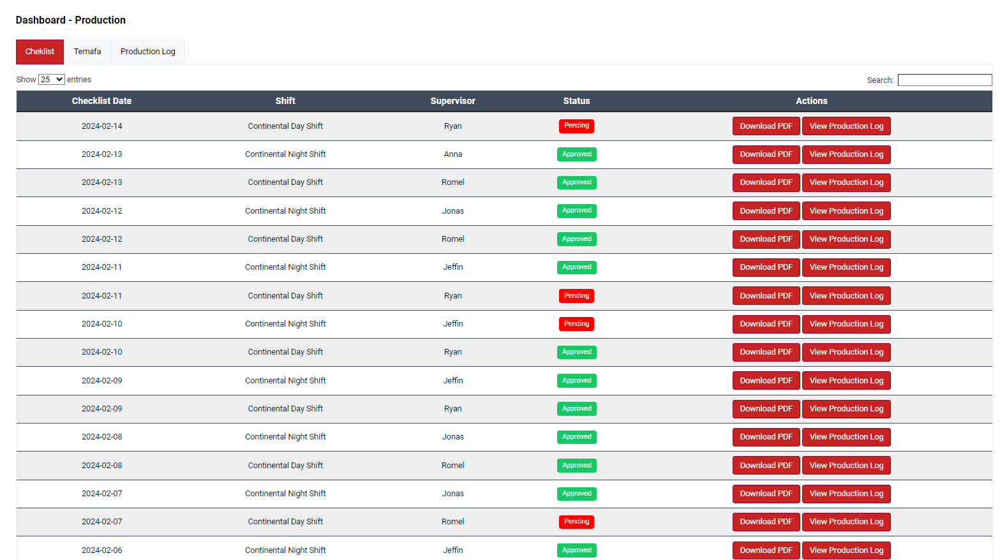 Dashboard - Production
Cheklist Temafa Production Log
Show 25 entries Search:
Checklist Date Shift Supervisor Status Actions
2024-02-14 Continental Day Shift Ryan Pending Download PDF View Production Log
2024-02-13 Continental Night Shift Anna Approved Download PDF View Production Log
2024-02-13 Continental Day Shift Romel Approved Download PDF View Production Log
2024-02-12 Continental Night Shift Jonas Approved Download PDF View Production Log
2024-02-12 Continental Day Shift Romel Approved Download PDF View Production Log
2024-02-11 Continental Night Shift Jeffin Approved Download PDF View Production Log
2024-02-11 Continental Day Shift Ryan Pending Download PDF View Production Log
2024-02-10 Continental Night Shift Jeffin Pending Download PDF View Production Log
2024-02-10 Continental Day Shift Ryan Approved Download PDF View Production Log
2024-02-09 Continental Night Shift Jeffin Approved Download PDF View Production Log
2024-02-09 Continental Day Shift Ryan Approved Download PDF View Production Log
2024-02-08 Continental Night Shift Jonas Approved Download PDF View Production Log
2024-02-08 Continental Day Shift Romel Approved Download PDF View Production Log
2024-02-07 Continental Night Shift Jonas Approved Download PDF View Production Log
2024-02-07 Continental Day Shift Romel Pending Download PDF View Production Log
2024-02-06 Continental Night Shift Jeffin Approved Download PDF View Production Log